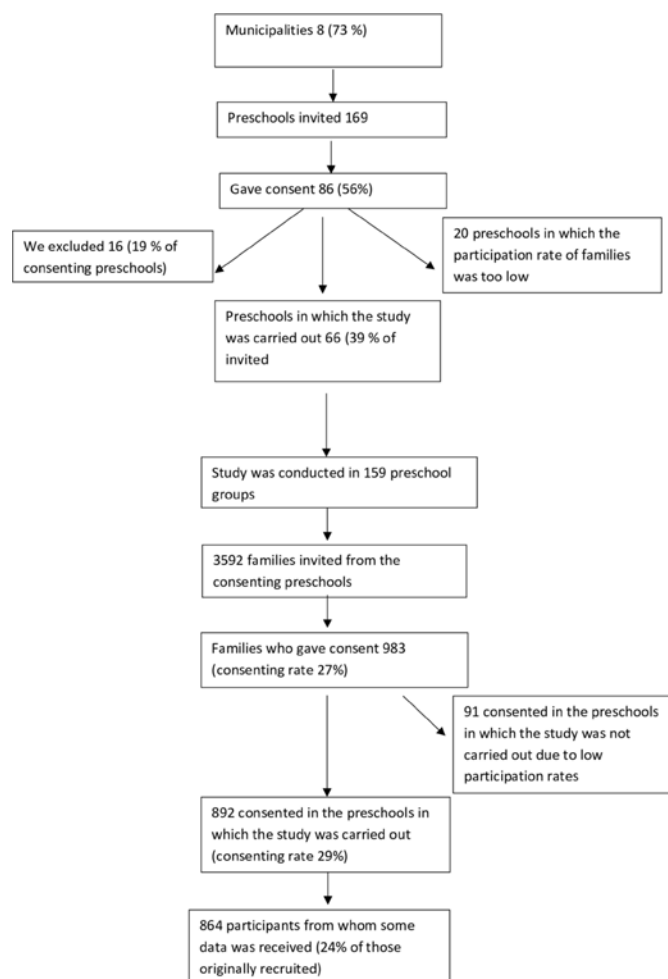 Municipalities 8 (73 %)
Preschools invited 169
Gave consent 86 (56%)
We excluded 16 (19 % of
consenting preschools)
20 preschools in which the
participation rate of families
was too low
Preschools in which the study
was carried out 66 (39 % of
invited
Study was conducted in 159 preschool
groups
3592 families invited from the
consenting preschools
Families who gave consent 983
(consenting rate 27%)
91 consented in the preschools
in which the study was not
carried out due to low
participation rates
892 consented in the preschools in
which the study was carried out
(consenting rate 29%)
864 participants from whom some
data was received (24% of those
originally recruited)